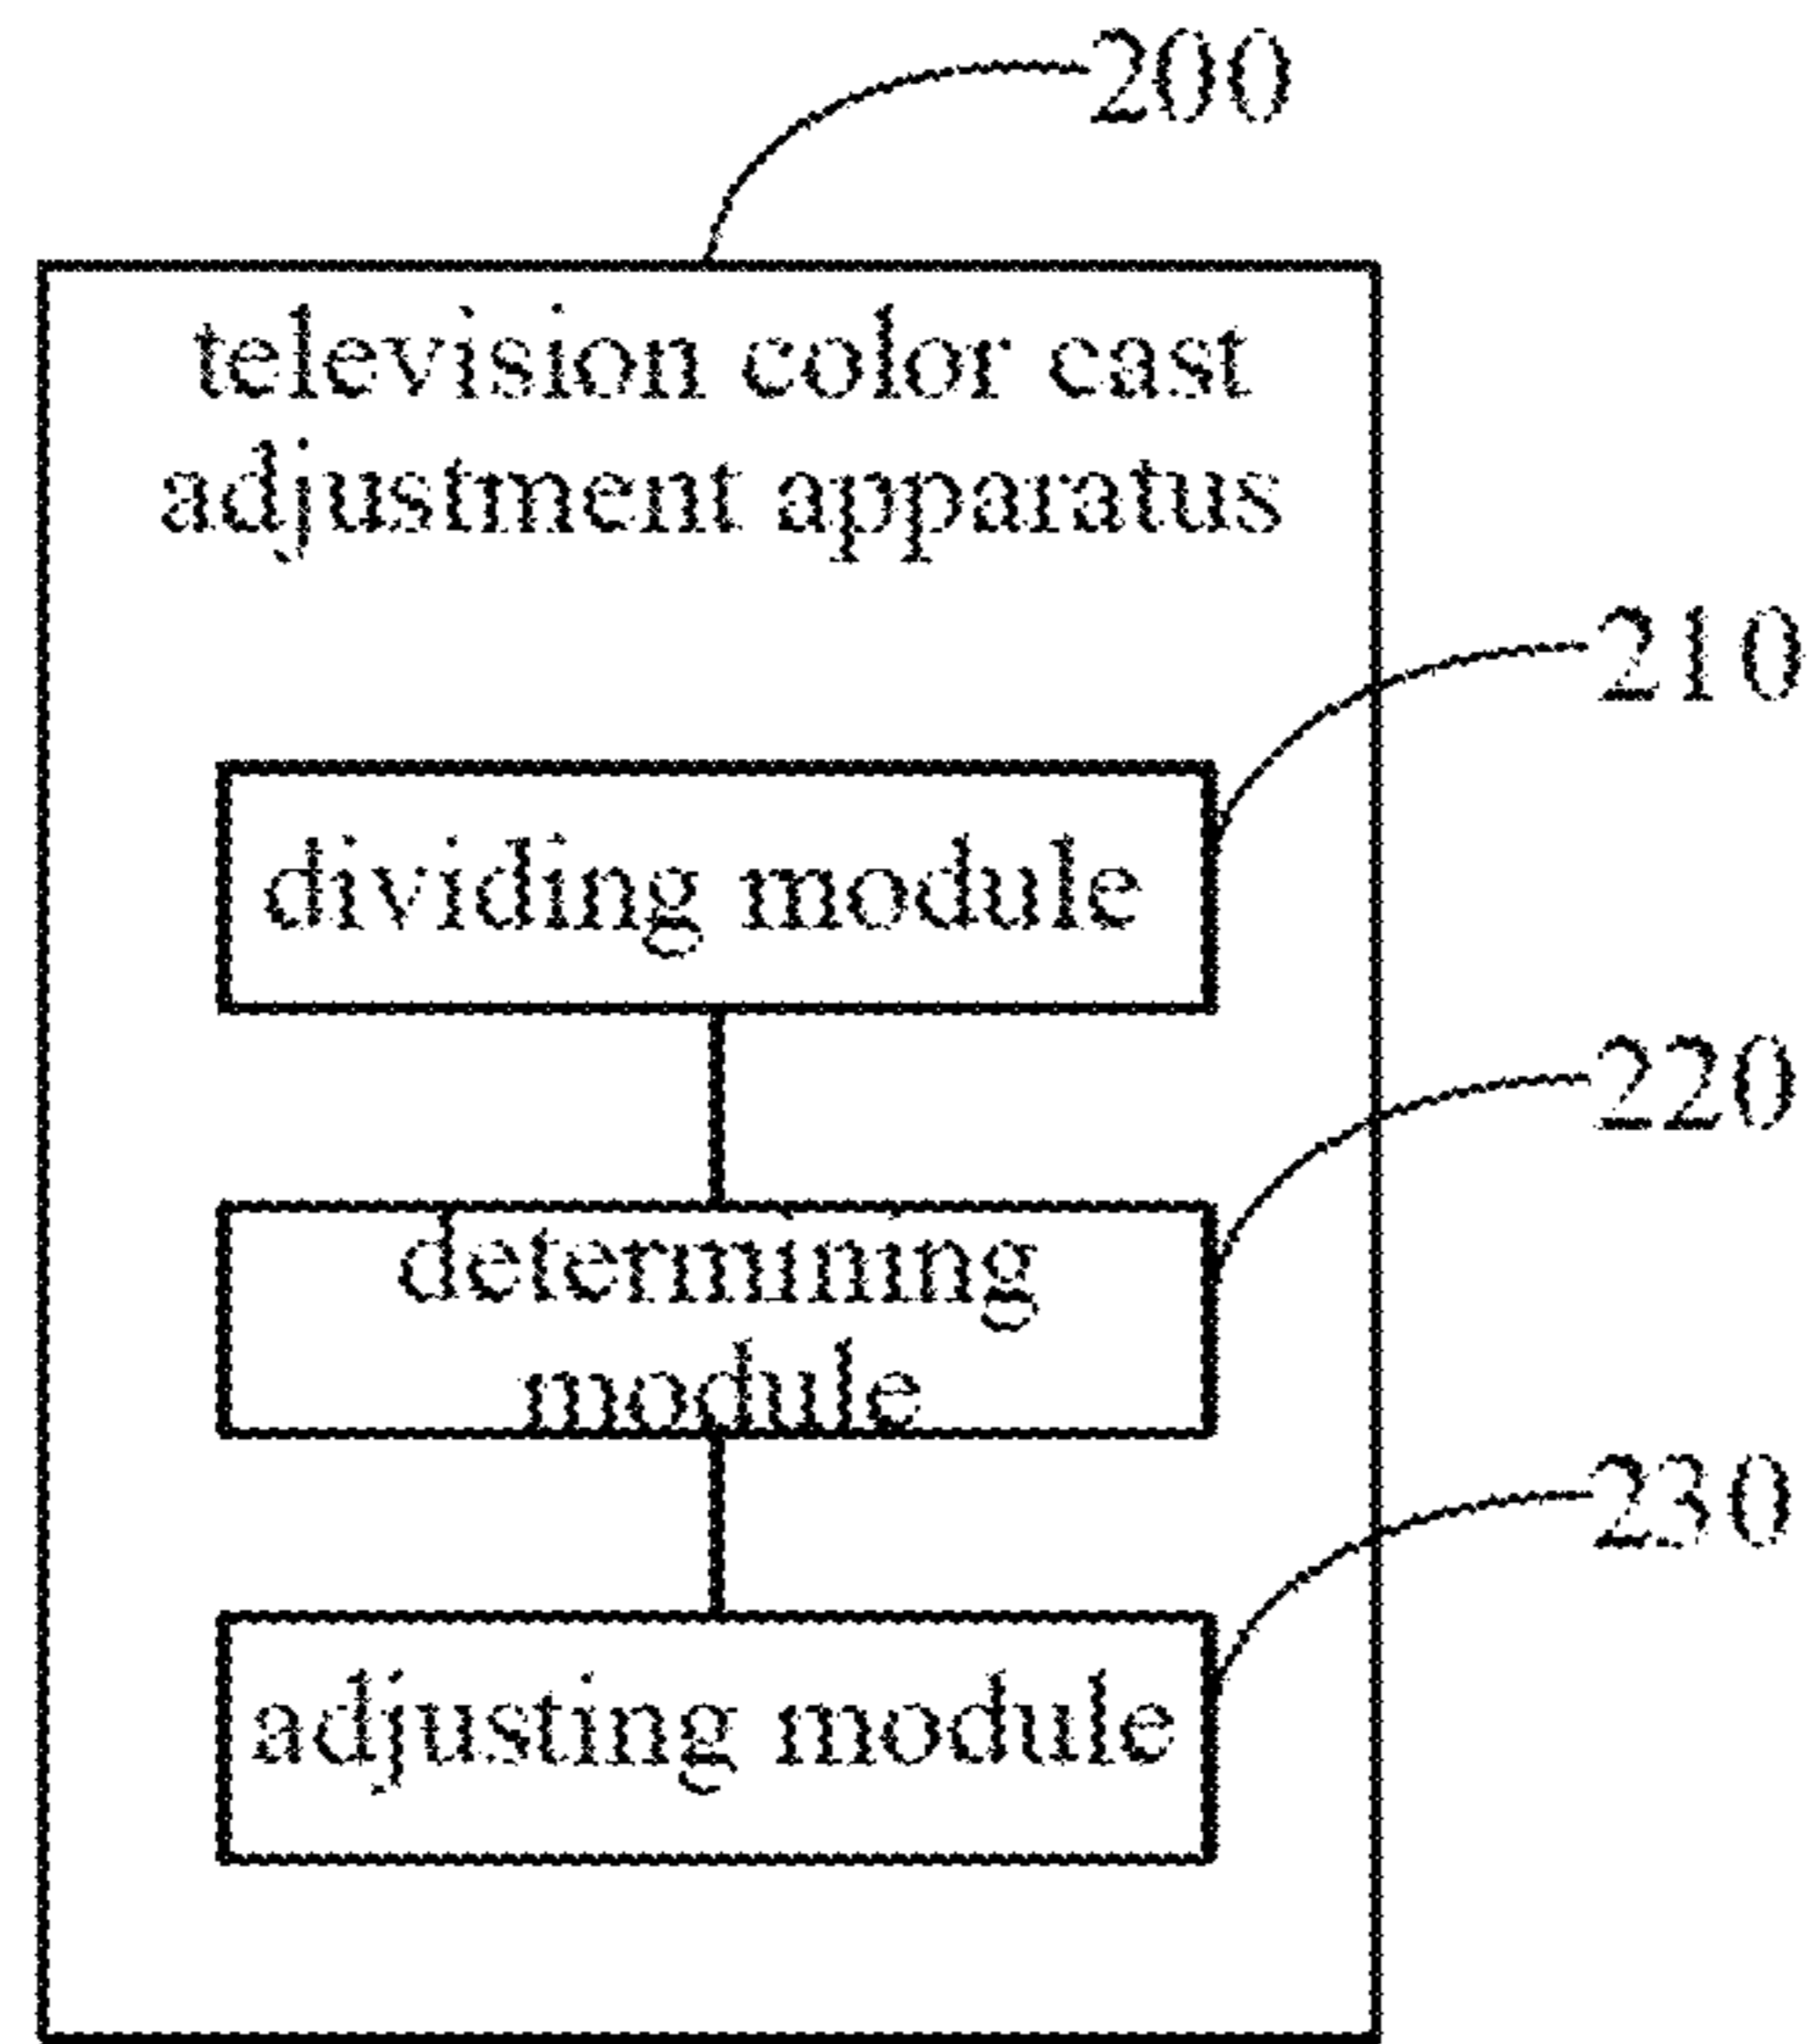 200
television color cast
adjustment apparatus
210
dividing module
220
determining
module
230
adjusting module